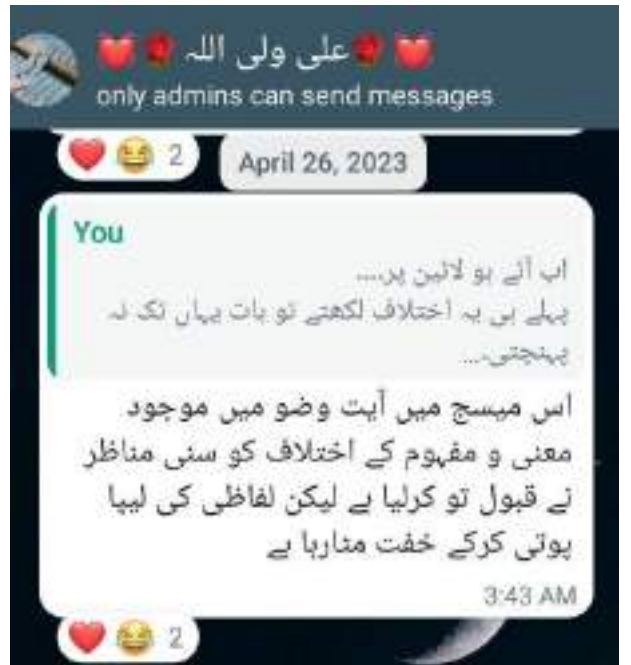 ❤️🌹علی ولی اللہ🌹❤️
only admins can send messages
❤️😂 2
April 26, 2023
You
اب آئے ہو لائین پر....
پہلے ہی یہ اختلاف لکھتے تو بات یہاں تک نہ
پہنچتی....
اس میسج میں آیت وضو میں موجود
معنی و مفہوم کے اختلاف کو سنی مناظر
نے قبول تو کرلیا ہے لیکن لفاظی کی لیپا
پوتی کرکے خفت مٹارہا ہے
3:43 AM
❤️😂 2